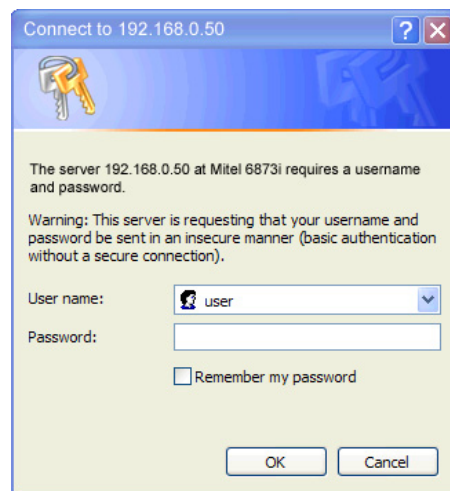 Connect to 192.168.0.50
The server 192.168.0.50 at Mitel 6873i requires a username
and password.
Warning: This server is requesting that your username and
password be sent in an insecure manner (basic authentication
without a secure connection).
User name:
user
Password:
Remember my password
OK
Cancel